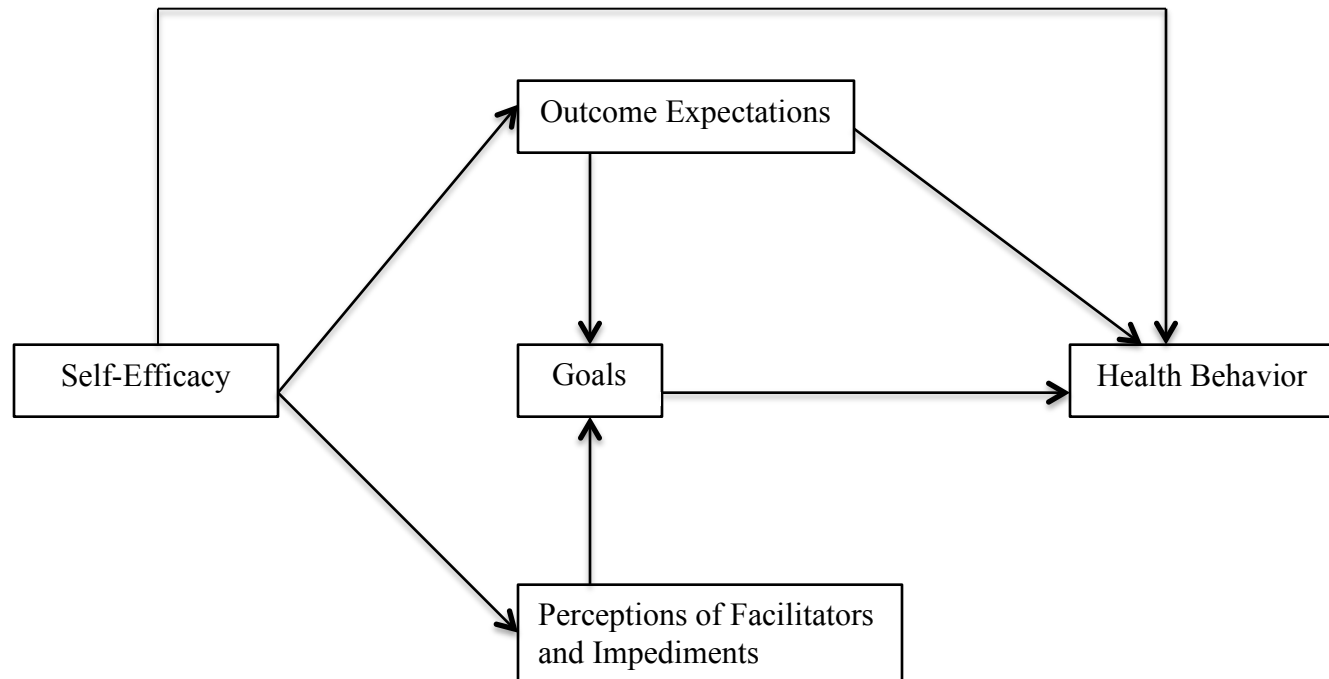 Outcome Expectations
Self-Efficacy
Goals
Health Behavior
Perceptions of Facilitators
and Impediments